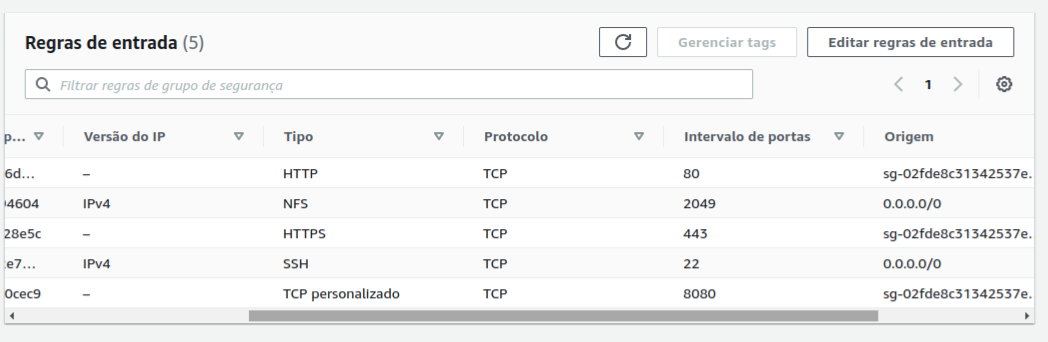 Regras de entrada (5)
Gerenciar tags
Editar regras de entrada
Filtrar regras de grupo de segurança
1
p... Versão do IP Tipo Protocolo Intervalo de portas Origem
6d... – HTTP TCP 80 sg-02fde8c31342537e.
4604 IPv4 NFS TCP 2049 0.0.0.0/0
28e5c – HTTPS TCP 443 sg-02fde8c31342537e.
e7... IPv4 SSH TCP 22 0.0.0.0/0
0cec9 – TCP personalizado TCP 8080 sg-02fde8c31342537e.